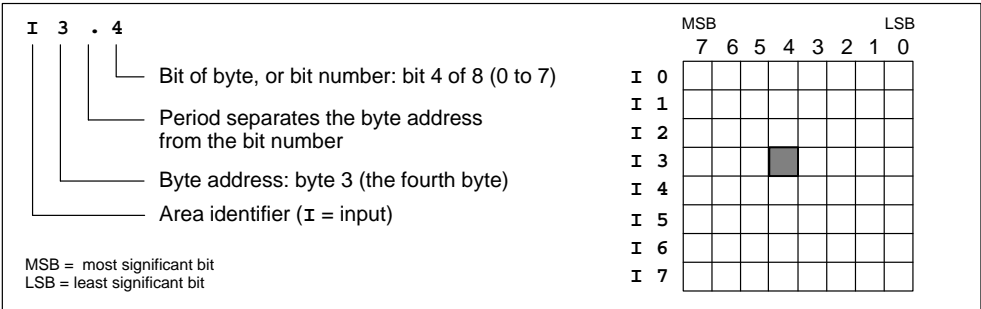 I 3 . 4
Bit of byte, or bit number: bit 4 of 8 (0 to 7)
Period separates the byte address
from the bit number
Byte address: byte 3 (the fourth byte)
Area identifier (I = input)
MSB = most significant bit
LSB = least significant bit
MSB LSB
7 6 5 4 3 2 1 0
I 0
I 1
I 2
I 3
I 4
I 5
I 6
I 7